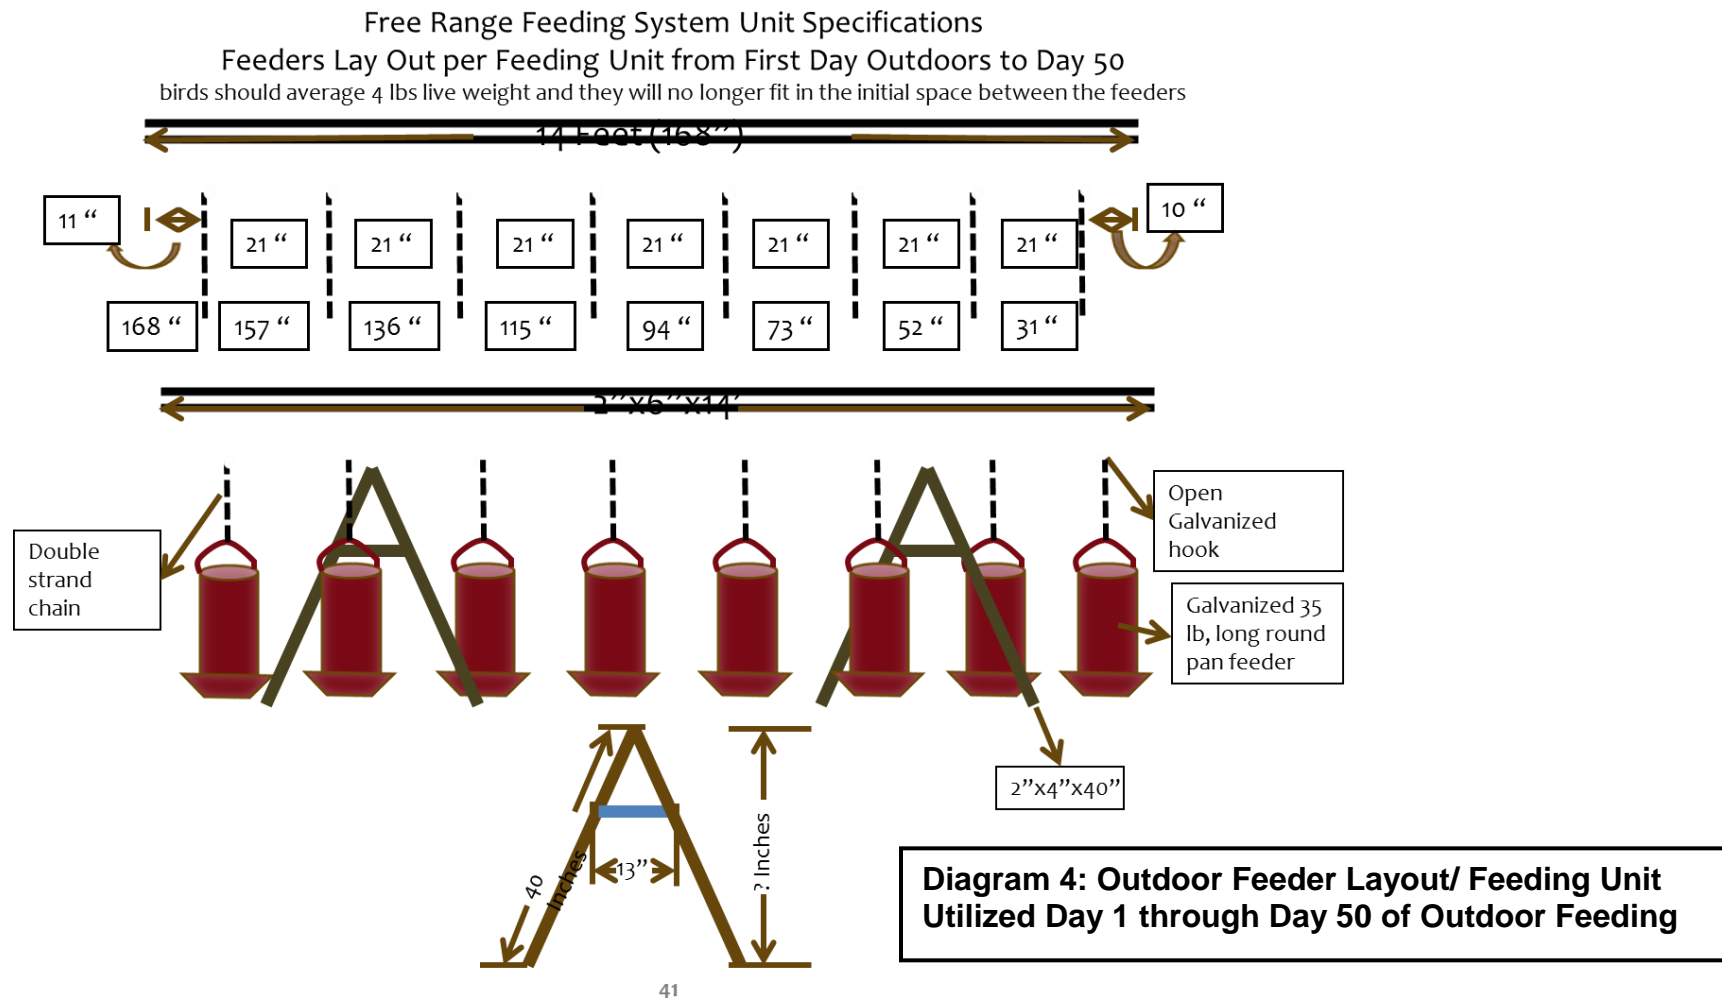 Free Range Feeding System Unit Specifications
Feeders Lay Out per Feeding Unit from First Day Outdoors to Day 50
birds should average 4 lbs live weight and they will no longer fit in the initial space between the feeders
14 Feet (168’’)
11 “
10 “
21 “
21 “
21 “
21 “
21 “
21 “
21 “
168 “
157 “
136 “
115 “
94 “
73 “
52 “
31 “
2’’x6’’x14’
Open
Galvanized
hook
Double
strand
chain
Galvanized 35
lb, long round
pan feeder
2”x4”x40”
40
Inches
13”
? Inches
Diagram 4: Outdoor Feeder Layout/ Feeding Unit
Utilized Day 1 through Day 50 of Outdoor Feeding
41